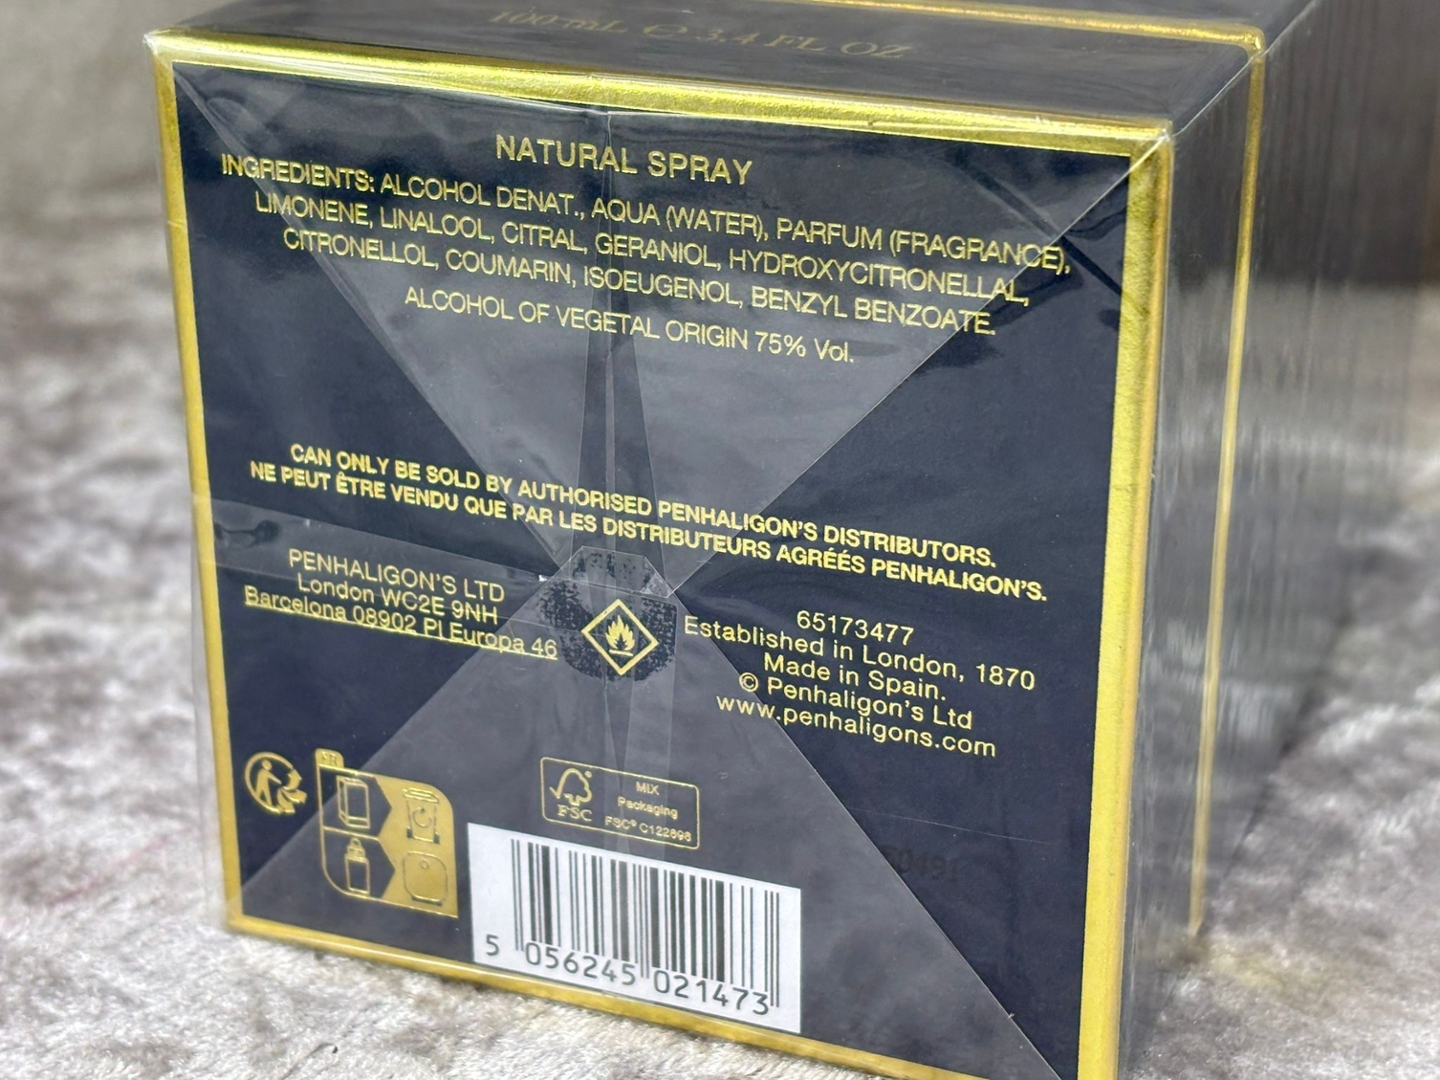 100 mL ℮ 3.4 FL OZ
NATURAL SPRAY
INGREDIENTS: ALCOHOL DENAT., AQUA (WATER), PARFUM (FRAGRANCE),
LIMONENE, LINALOOL, CITRAL, GERANIOL, HYDROXYCITRONELLAL,
CITRONELLOL, COUMARIN, ISOEUGENOL, BENZYL BENZOATE.
ALCOHOL OF VEGETAL ORIGIN 75% Vol.
CAN ONLY BE SOLD BY AUTHORISED PENHALIGON'S DISTRIBUTORS.
NE PEUT ÊTRE VENDU QUE PAR LES DISTRIBUTEURS AGRÉÉS PENHALIGON'S.
PENHALIGON'S LTD
London WC2E 9NH
Barcelona 08902 Pl Europa 46
65173477
Established in London, 1870
Made in Spain.
© Penhaligon's Ltd
www.penhaligons.com
FR
FSC
MIX
Packaging
FSC® C122698
5 056245 021473